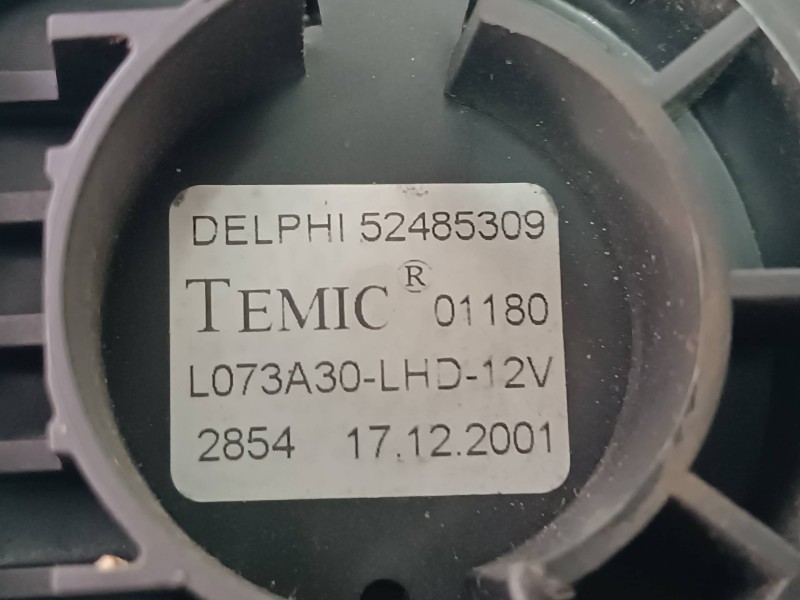 DELPHI 52485309
TEMIC ® 01180
L073A30-LHD-12V
2854 17.12.2001